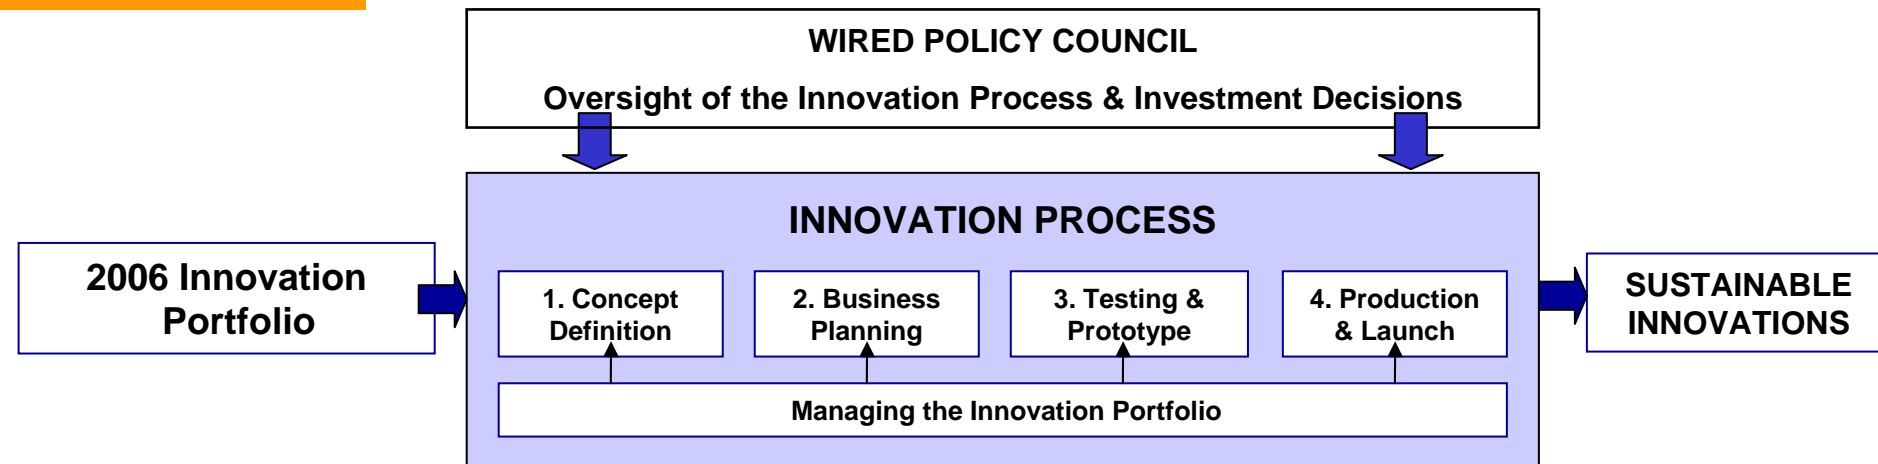 WIRED POLICY COUNCIL
Oversight of the Innovation Process & Investment Decisions
INNOVATION PROCESS
2006 Innovation
Portfolio
1. Concept
Definition
2. Business
Planning
3. Testing &
Prototype
4. Production
& Launch
SUSTAINABLE
INNOVATIONS
Managing the Innovation Portfolio